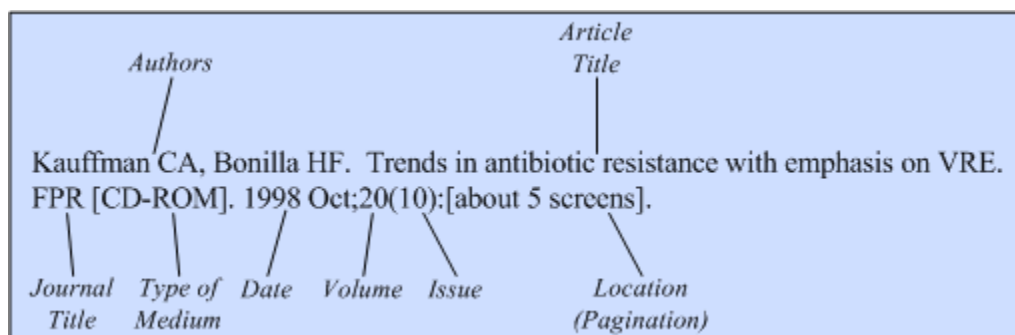 Article
Authors Title
Kauffman CA, Bonilla HF. Trends in antibiotic resistance with emphasis on VRE.
FPR [CD-ROM]. 1998 Oct;20(10):[about 5 screens].
Journal Type of Date Volume Issue Location
Title Medium (Pagination)